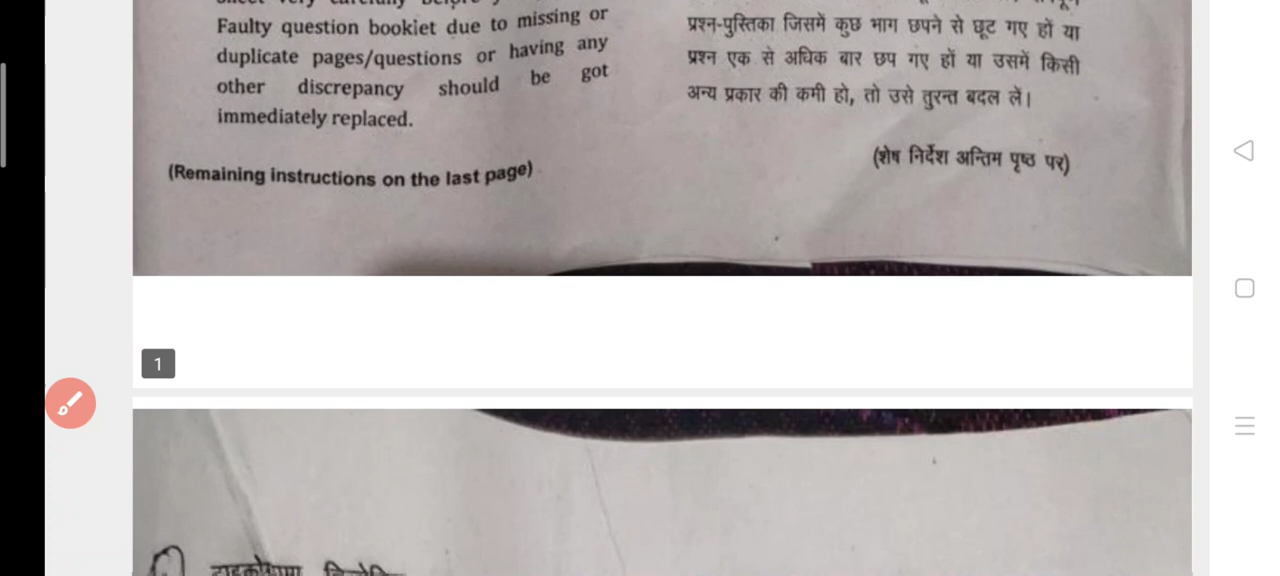 Faulty question booklet due to missing or
duplicate pages/questions or having any
other discrepancy should be got
immediately replaced.
(Remaining instructions on the last page)
प्रश्न-पुस्तिका जिसमें कुछ भाग छपने से छूट गए हों या
प्रश्न एक से अधिक बार छप गए हों या उसमें किसी
अन्य प्रकार की कमी हो, तो उसे तुरन्त बदल लें।
(शेष निर्देश अन्तिम पृष्ठ पर)
1